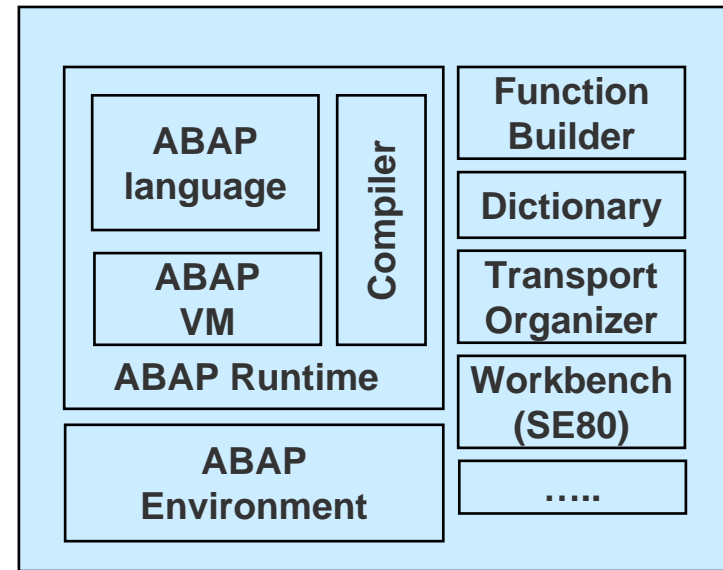 ABAP
language
Compiler
ABAP
VM
ABAP Runtime
ABAP
Environment
Function
Builder
Dictionary
Transport
Organizer
Workbench
(SE80)
…..